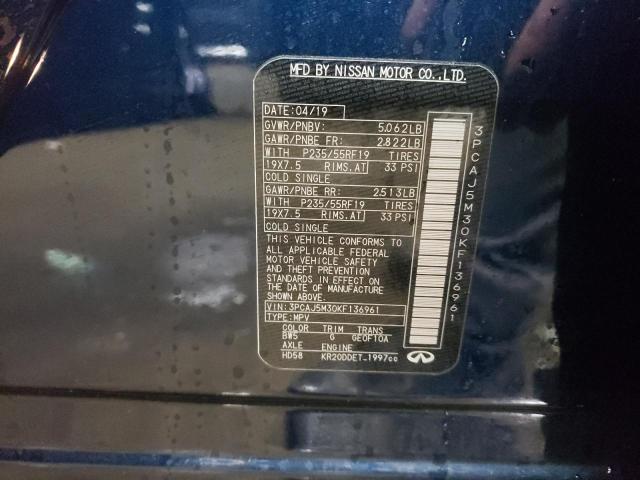 MFD BY NISSAN MOTOR CO.,LTD.
DATE:04/19
GVWR/PNBV: 5.062LB
GAWR/PNBE FR: 2.822LB
WITH P235/55RF19 TIRES
19X7.5 RIMS.AT 33 PSI
COLD SINGLE
GAWR/PNBE RR: 2.513LB
WITH P235/55RF19 TIRES
19X7.5 RIMS.AT 33 PSI
COLD SINGLE
THIS VEHICLE CONFORMS TO
ALL APPLICABLE FEDERAL
MOTOR VEHICLE SAFETY
AND THEFT PREVENTION
STANDARDS IN EFFECT ON
THE DATE OF MANUFACTURE
SHOWN ABOVE.
VIN:3PCAJ5M30KF136961
TYPE:MPV
COLOR TRIM TRANS
BW5 G GE0F10A
AXLE ENGINE
HD58 KR20DDET-1997cc
INFINITI
3PCAJ5M30KF136961